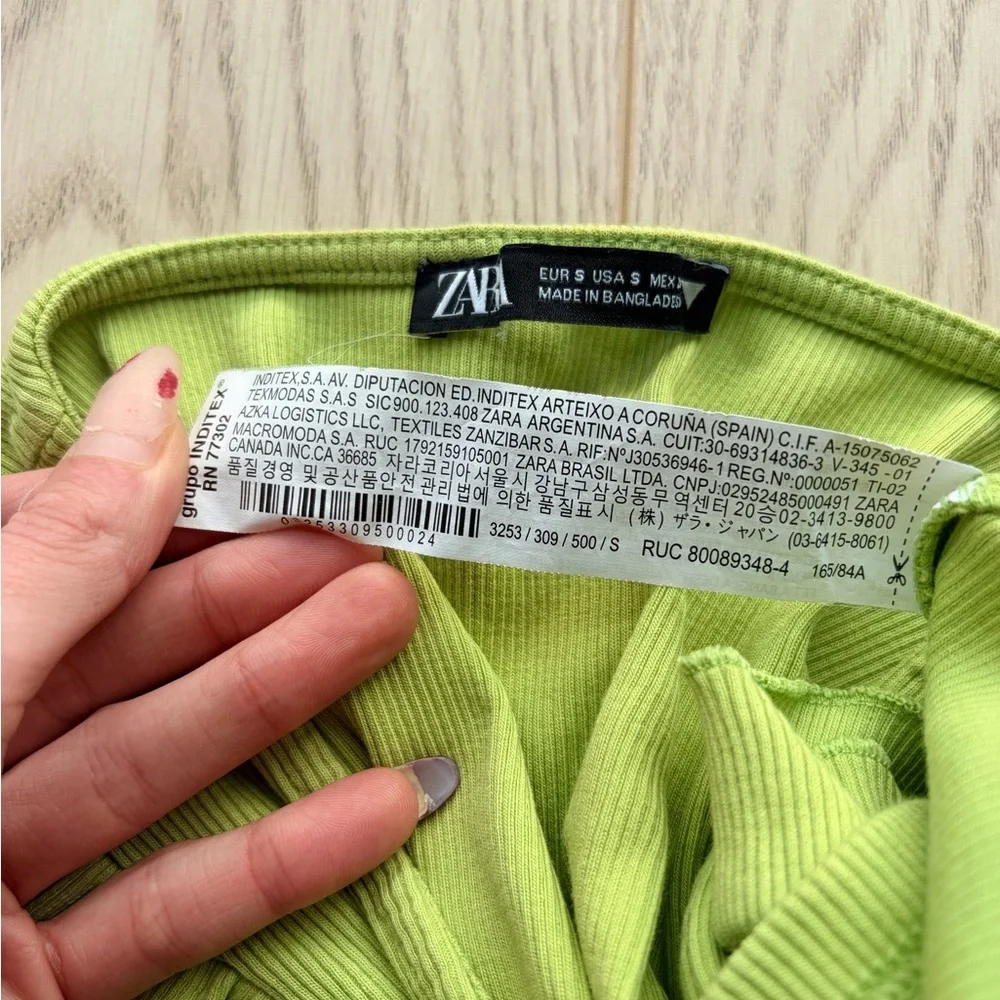 ZARA
EUR S USA S MEX
MADE IN BANGLADESH
grupo INDITEX®
RN 77302
INDITEX,S.A. AV. DIPUTACION ED.INDITEX ARTEIXO A CORUÑA (SPAIN) C.I.F. A-15075062
TEXMODAS S.A.S SIC900.123.408 ZARA ARGENTINA S.A. CUIT:30-69314836-3 V-345 - 01
AZKA LOGISTICS LLC, TEXTILES ZANZIBAR S.A. RIF:NºJ30536946-1 REG.Nº:0000051 TI-02
MACROMODA S.A. RUC 1792159105001 ZARA BRASIL LTDA. CNPJ:02952485000491 ZARA
CANADA INC.CA 36685 자라코리아서울시 강남구삼성동무역센터 20승02-3413-9800
품질 경영 및 공산품안전 관리 법에 의한 품질표시 (株) ザラ・ジャパン (03-6415-8061)
03253309500024
3253 / 309 / 500 / S
RUC 80089348-4
165/84A